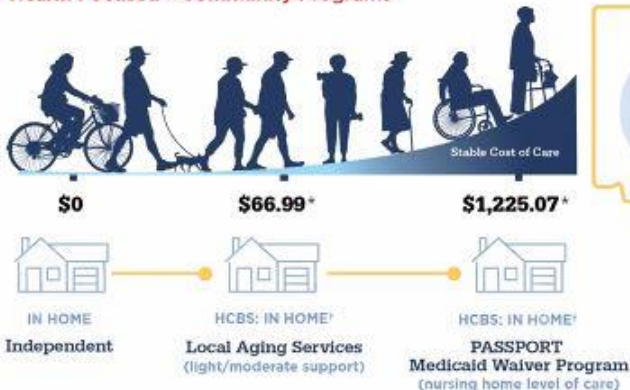 Stable Cost of Care
$0
$66.99*
$1,225.07*
IN HOME
Independent
HCBS: IN HOME†
Local Aging Services
(light/moderate support)
HCBS: IN HOME†
PASSPORT
Medicaid Waiver Program
(nursing home level of care)